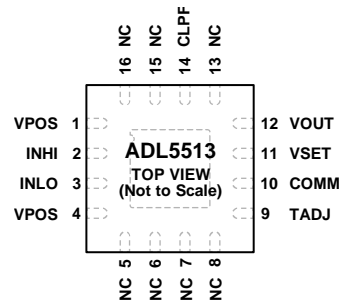 16 NC
15 NC
14 CLPF
13 NC
VPOS 1
INHI 2
INLO 3
VPOS 4
ADL5513
TOP VIEW
(Not to Scale)
12 VOUT
11 VSET
10 COMM
9 TADJ
NC 5
NC 6
NC 7
NC 8